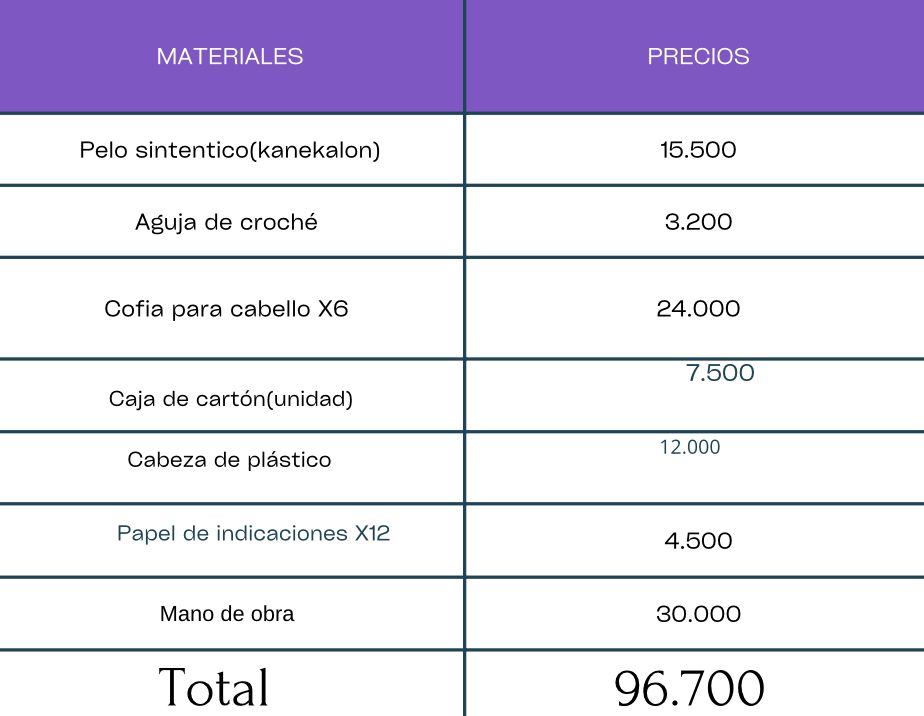 MATERIALES PRECIOS
Pelo sintentico(kanekalon) 15.500
Aguja de croché 3.200
Cofia para cabello X6 24.000
Caja de cartón(unidad) 7.500
Cabeza de plástico 12.000
Papel de indicaciones X12 4.500
Mano de obra 30.000
Total 96.700